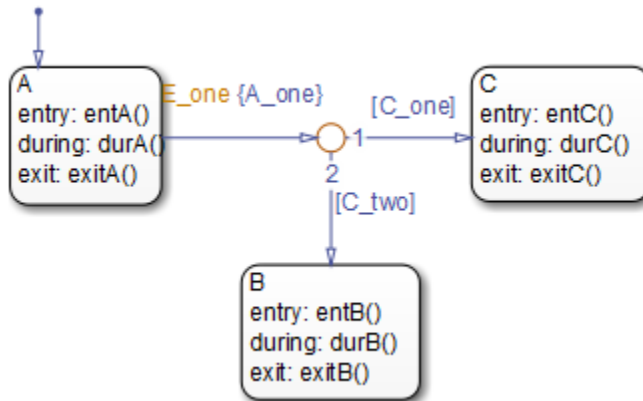 A
entry: entA()
during: durA()
exit: exitA()
E_one {A_one}
1
[C_one]
2
[C_two]
C
entry: entC()
during: durC()
exit: exitC()
B
entry: entB()
during: durB()
exit: exitB()